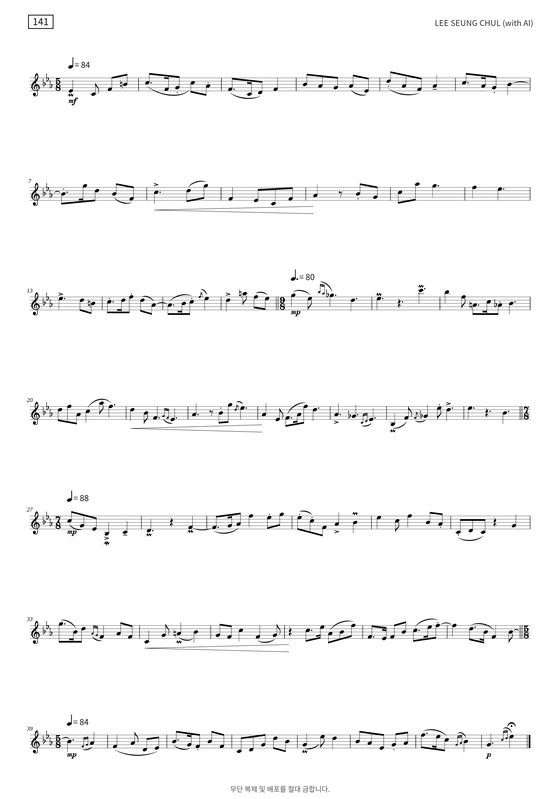 141
LEE SEUNG CHUL (with AI)
= 84
mf
7
13
. = 80
mp
20
27
= 88
mp
33
39
= 84
mp
p
무단 복제 및 배포를 절대 금합니다.